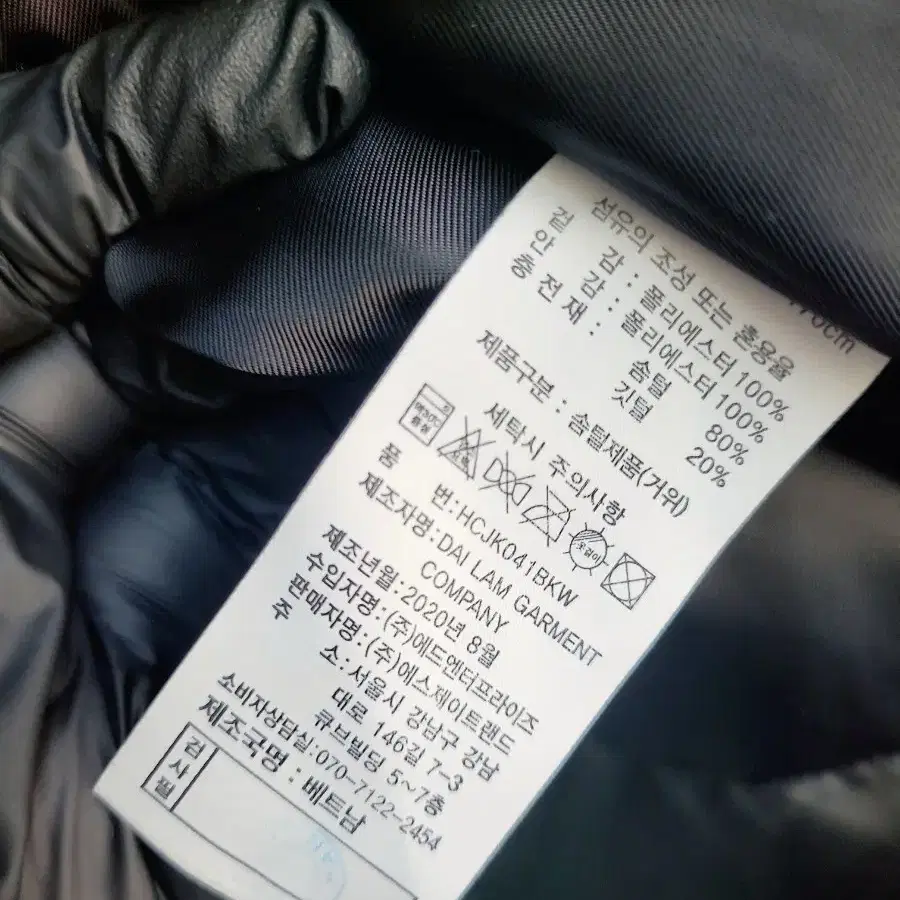 70cm
섬유의 조성 또는 혼용율
겉 감 : 폴리에스터 100%
안 감 : 폴리에스터 100%
충 전 재 : 솜털 80%
깃털 20%
제품구분 : 솜털제품(거위)
세탁시 주의사항
옷걸이
품 번:HCJK041BKW
제조자명:DAI LAM GARMENT
COMPANY
제조년월:2020년 8월
수입자명:(주)에드엔터프라이즈
판매자명:(주)에스제이트랜드
주 소:서울시 강남구 강남
대로 146길 7-3
큐브빌딩 5~7층
소비자상담실:070-7122-2454
제조국명 : 베트남
검사필